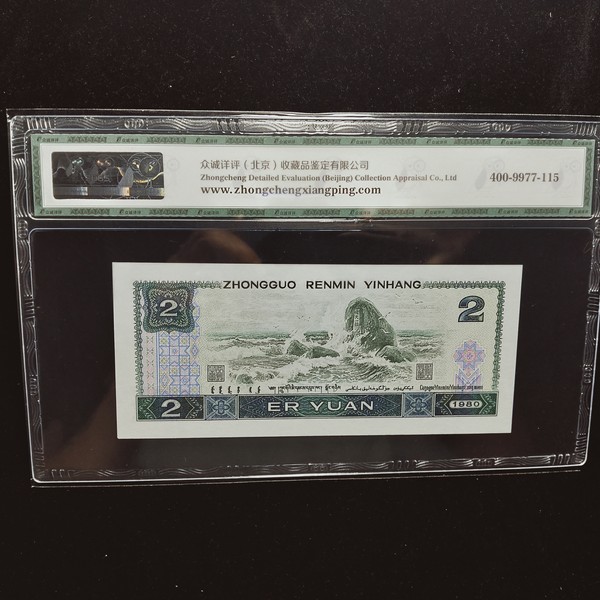 众诚详评（北京）收藏品鉴定有限公司
Zhongcheng Detailed Evaluation (Beijing) Collection Appraisal Co., Ltd
www.zhongchengxiangping.com
400-9977-115
ZHONGGUO RENMIN YINHANG
2
2
2
ER YUAN
1980